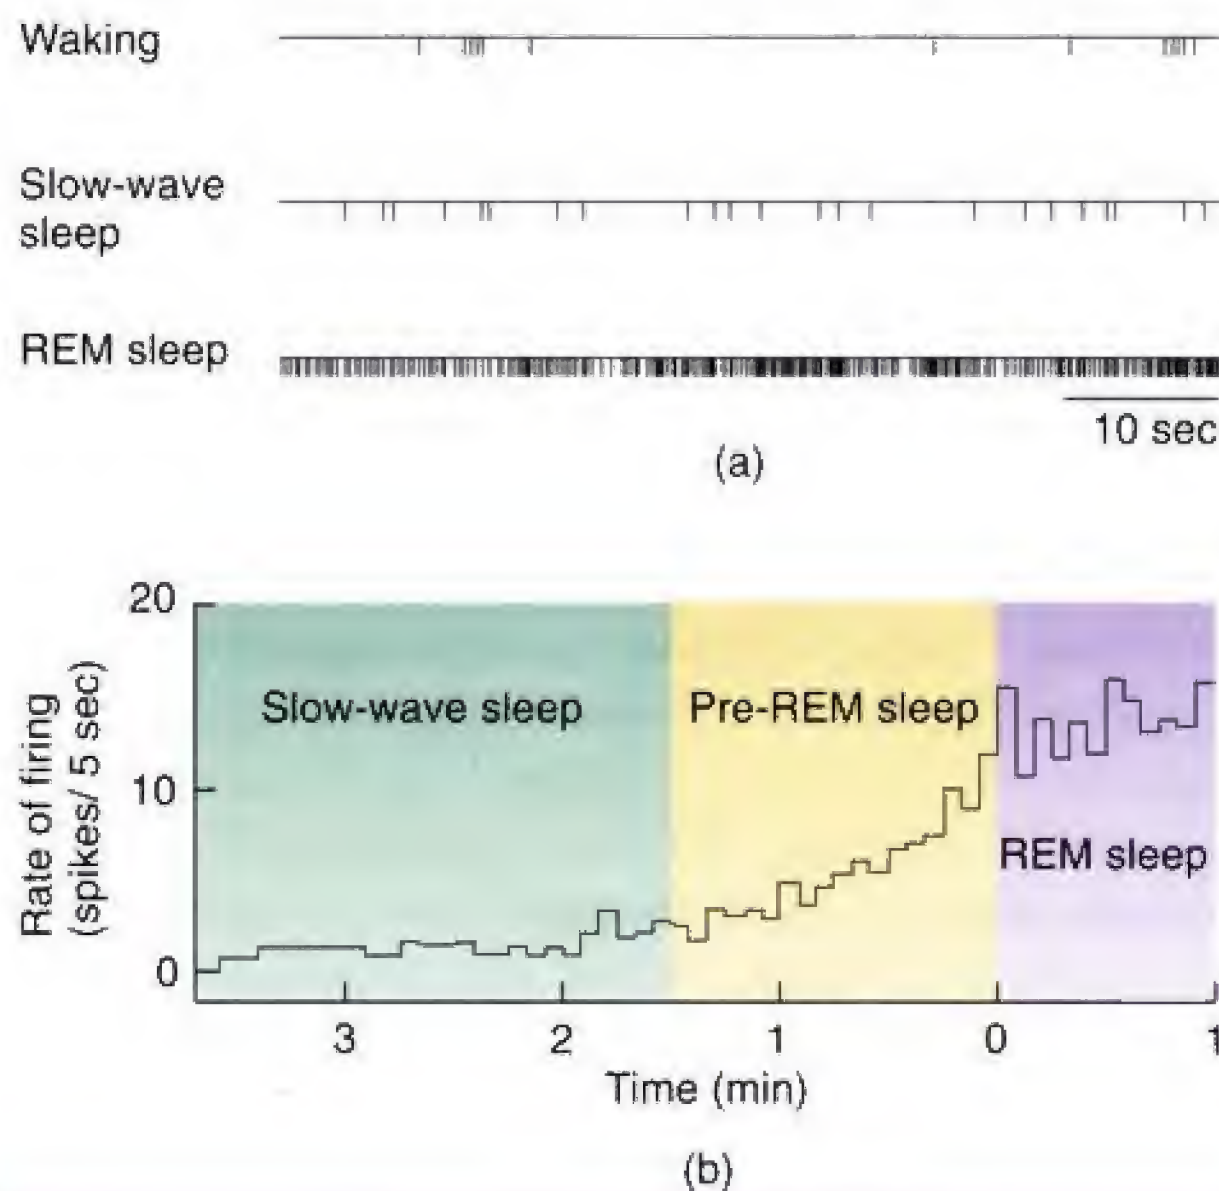 Waking
Slow-wave
sleep
REM sleep
10 sec
(a)
20
10
0
Rate of firing
(spikes/ 5 sec)
Slow-wave sleep
Pre-REM sleep
REM sleep
3 2 1 0 1
Time (min)
(b)